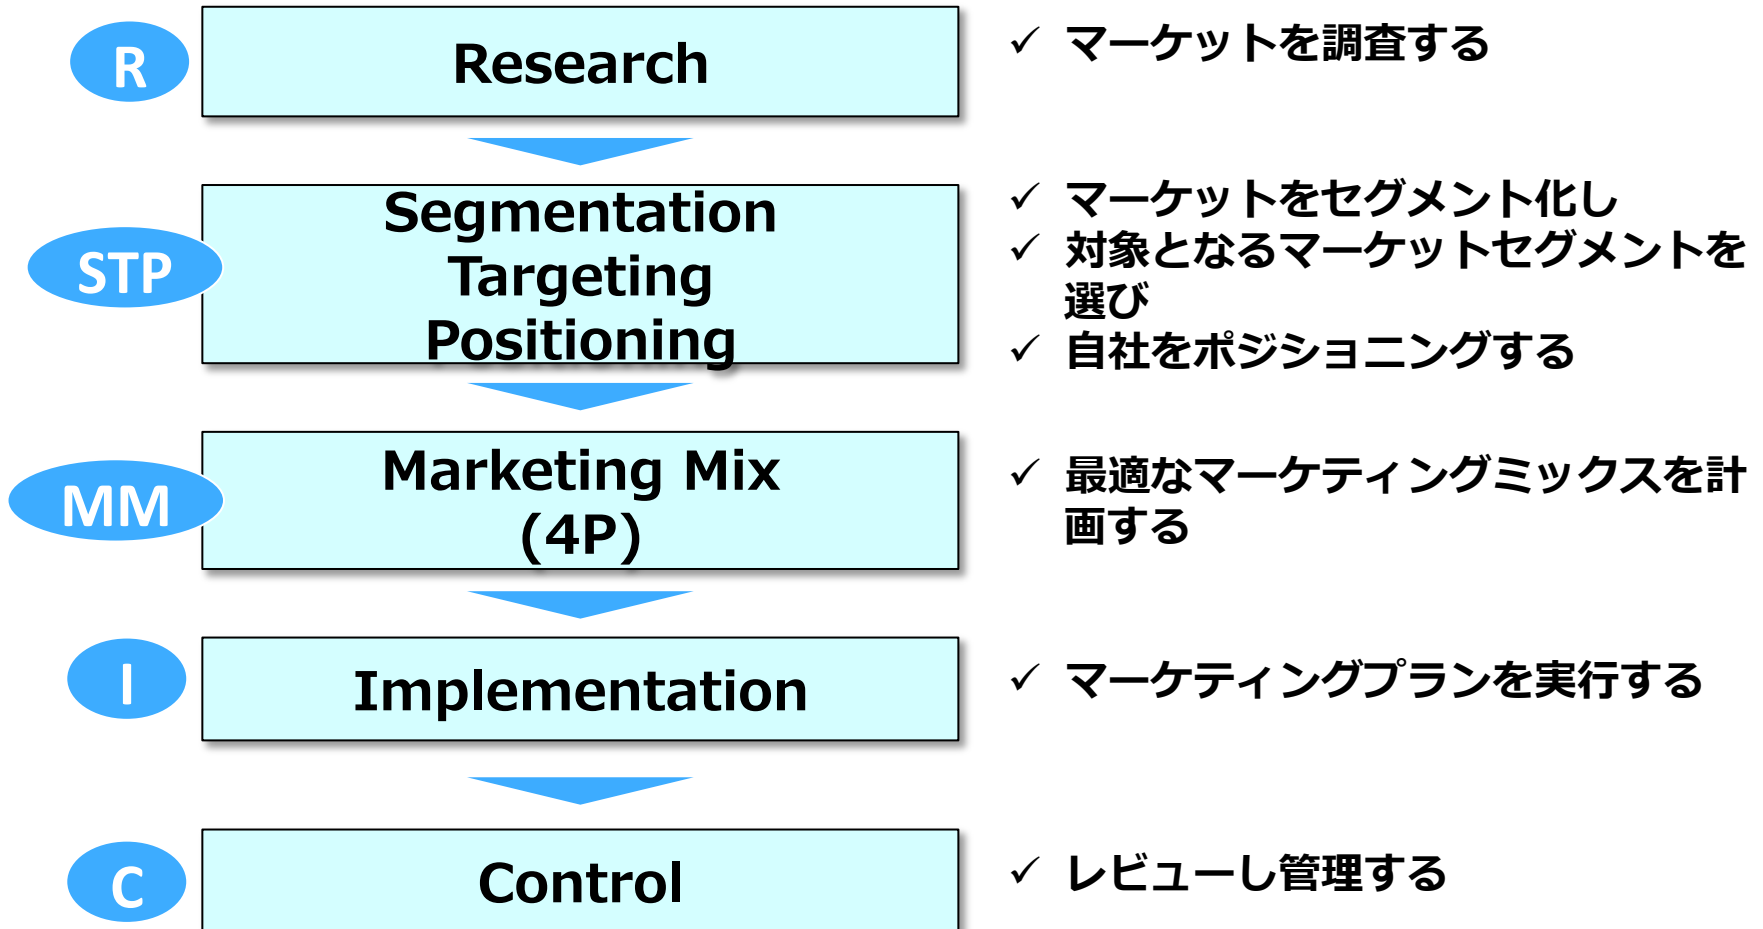 R
Research
✓ マーケットを調査する
STP
Segmentation
Targeting
Positioning
✓ マーケットをセグメント化し
✓ 対象となるマーケットセグメントを
選び
✓ 自社をポジショニングする
MM
Marketing Mix
(4P)
✓ 最適なマーケティングミックスを計
画する
I
Implementation
✓ マーケティングプランを実行する
C
Control
✓ レビューし管理する